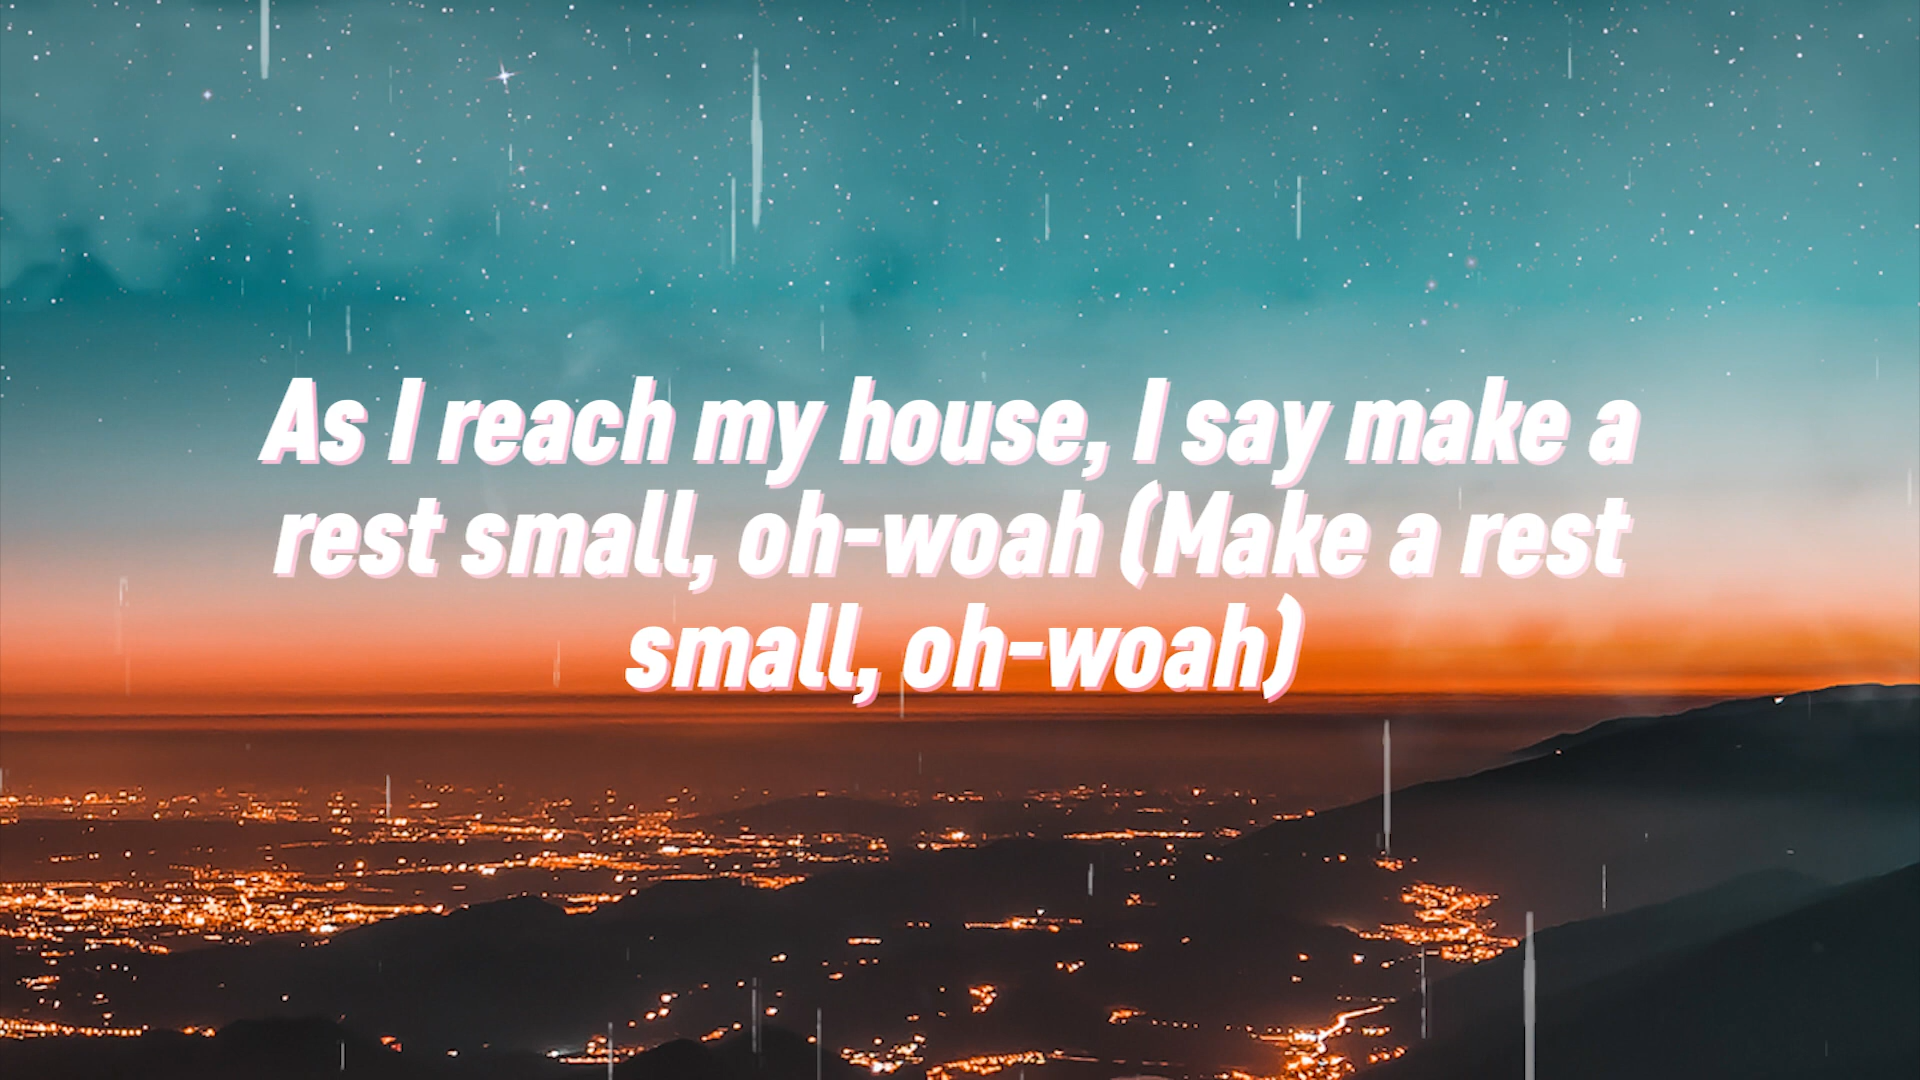 As I reach my house, I say make a
rest small, oh-woah (Make a rest
small, oh-woah)